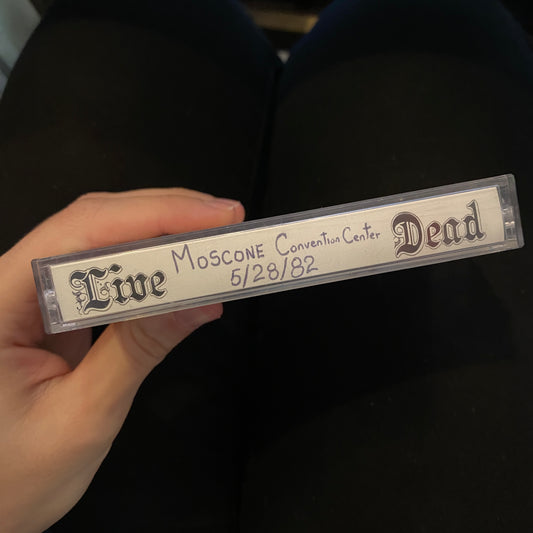 Live
MOSCONE Convention Center
5/28/82
Dead